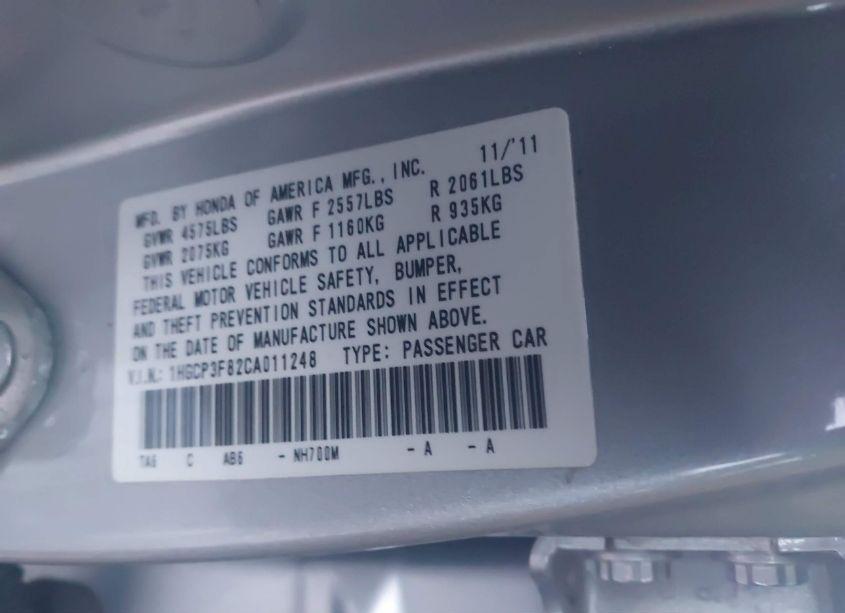 MFD. BY HONDA OF AMERICA MFG., INC. 11/'11
GVWR 4575LBS GAWR F 2557LBS R 2061LBS
GVWR 2075KG GAWR F 1160KG R 935KG
THIS VEHICLE CONFORMS TO ALL APPLICABLE
FEDERAL MOTOR VEHICLE SAFETY, BUMPER,
AND THEFT PREVENTION STANDARDS IN EFFECT
ON THE DATE OF MANUFACTURE SHOWN ABOVE.
V.I.N.: 1HGCP3F82CA011248 TYPE: PASSENGER CAR
TA6 C AB6 - NH700M - A - A